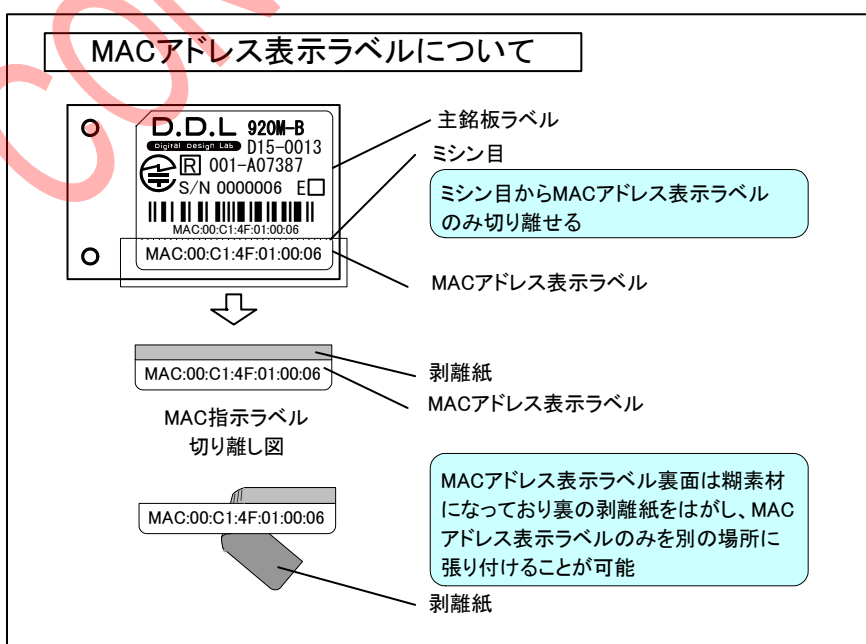 MACアドレス表示ラベルについて
CON
D.D.L 920M-B
Digital Design Lab D15-0013
R 001-A07387
S/N 0000006 E□
MAC:00:C1:4F:01:00:06
MAC:00:C1:4F:01:00:06
主銘板ラベル
ミシン目
ミシン目からMACアドレス表示ラベル
のみ切り離せる
MACアドレス表示ラベル
MAC:00:C1:4F:01:00:06
剥離紙
MACアドレス表示ラベル
MAC指示ラベル
切り離し図
MAC:00:C1:4F:01:00:06
MACアドレス表示ラベル裏面は糊素材
になっており裏の剥離紙をはがし、MAC
アドレス表示ラベルのみを別の場所に
張り付けることが可能
剥離紙